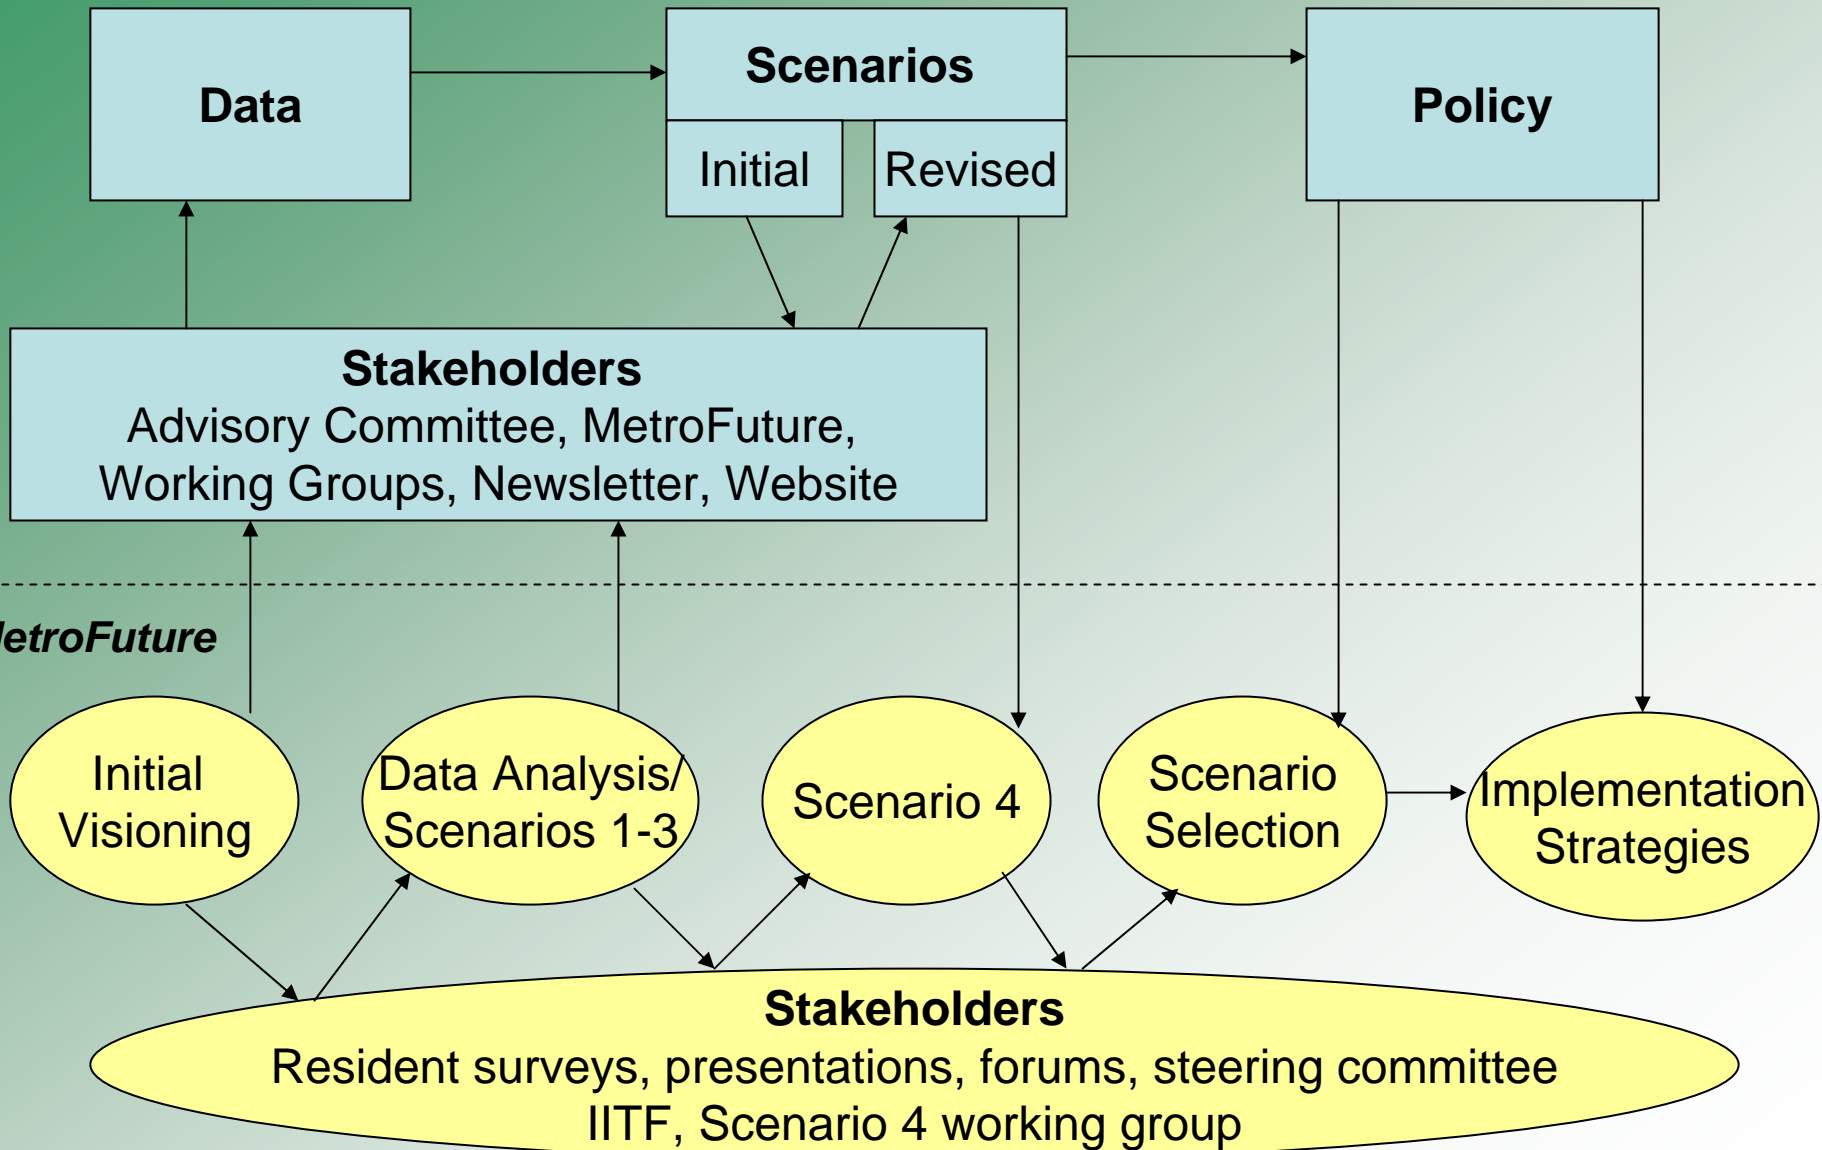 Data
Scenarios
Policy
Initial
Revised
Stakeholders
Advisory Committee, MetroFuture,
Working Groups, Newsletter, Website
etroFuture
Initial
Visioning
Data Analysis/
Scenarios 1-3
Scenario 4
Scenario
Selection
Implementation
Strategies
Stakeholders
Resident surveys, presentations, forums, steering committee
IITF, Scenario 4 working group